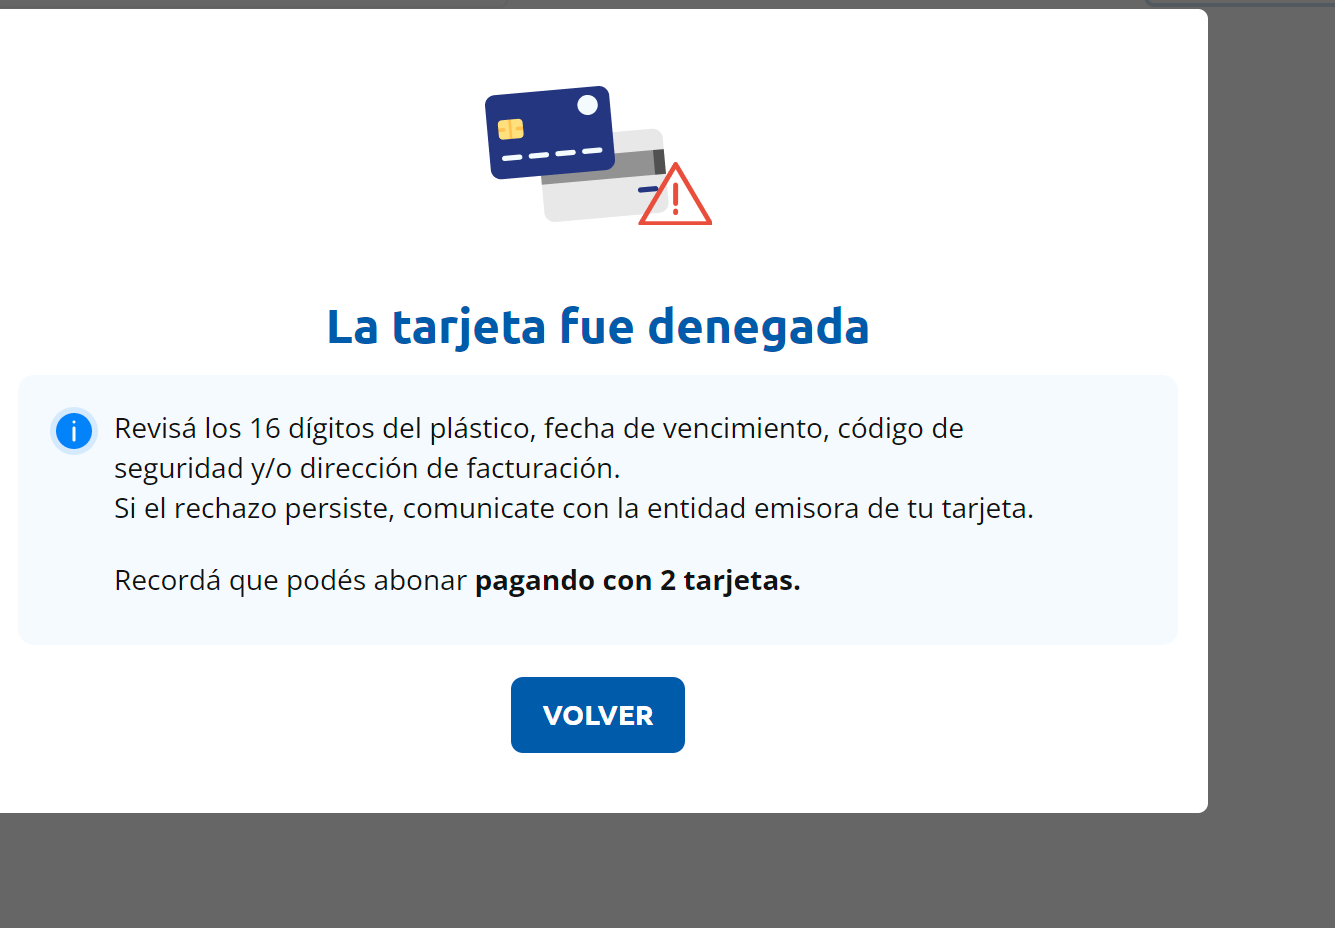 La tarjeta fue denegada
Revisá los 16 dígitos del plástico, fecha de vencimiento, código de
seguridad y/o dirección de facturación.
Si el rechazo persiste, comunicate con la entidad emisora de tu tarjeta.
Recordá que podés abonar pagando con 2 tarjetas.
VOLVER